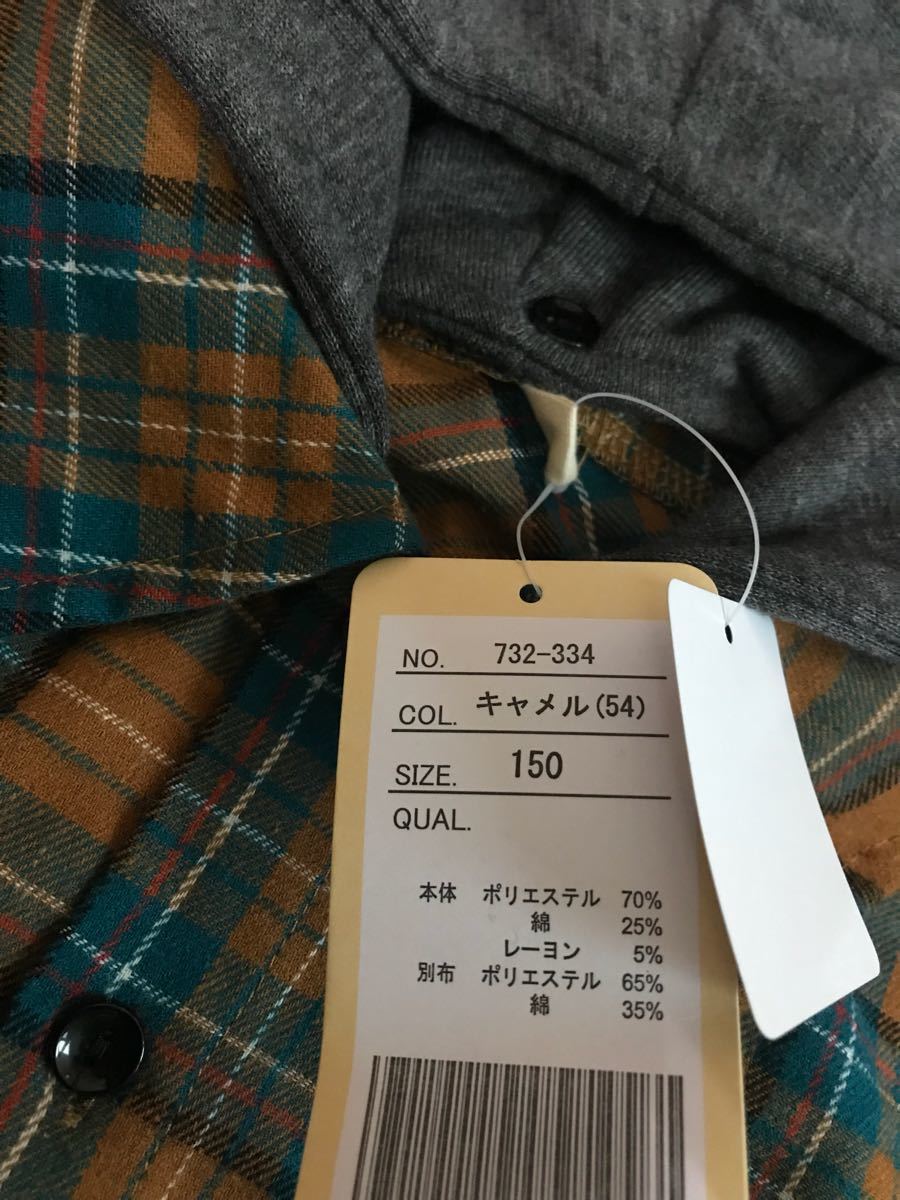 NO. 732-334
COL. キャメル(54)
SIZE. 150
QUAL.
本体 ポリエステル 70%
綿 25%
レーヨン 5%
別布 ポリエステル 65%
綿 35%